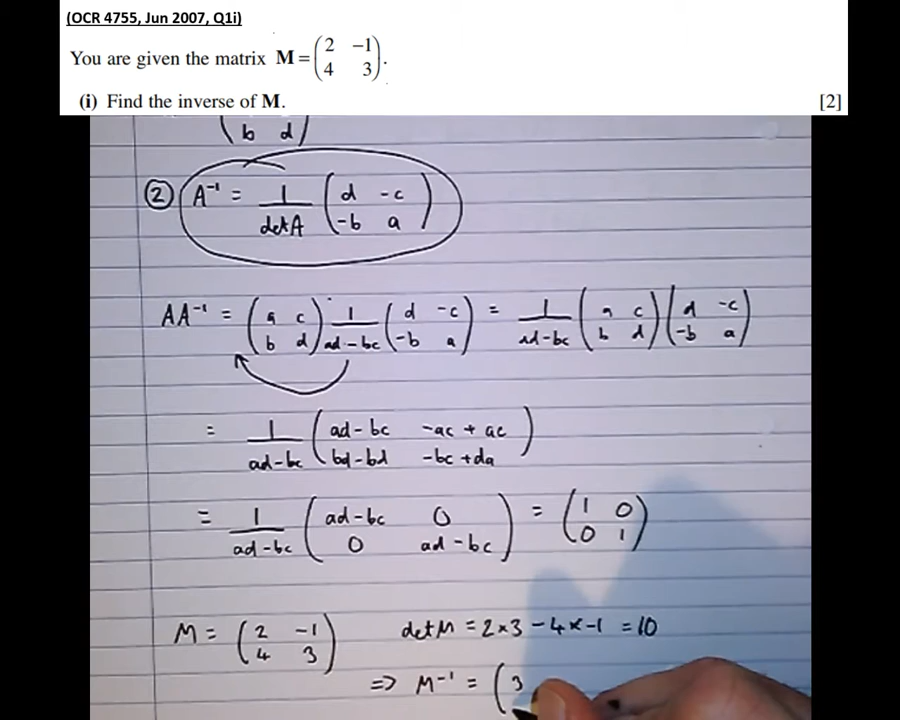 (OCR 4755, Jun 2007, Q1i)
You are given the matrix M = (2 -1
4 3).
(i) Find the inverse of M. [2]
( b d )
② A⁻¹ = 1/detA ( d -c
-b a )
AA⁻¹ = ( a c
b d ) 1/ad-bc ( d -c
-b a ) = 1/ad-bc ( a c
b d ) ( d -c
-b a )
= 1/ad-bc ( ad-bc -ac+ac
bd-bd -bc+da )
= 1/ad-bc ( ad-bc 0
0 ad-bc ) = ( 1 0
0 1 )
M = ( 2 -1
4 3 ) detM = 2×3 - 4×-1 = 10
=> M⁻¹ = ( 3